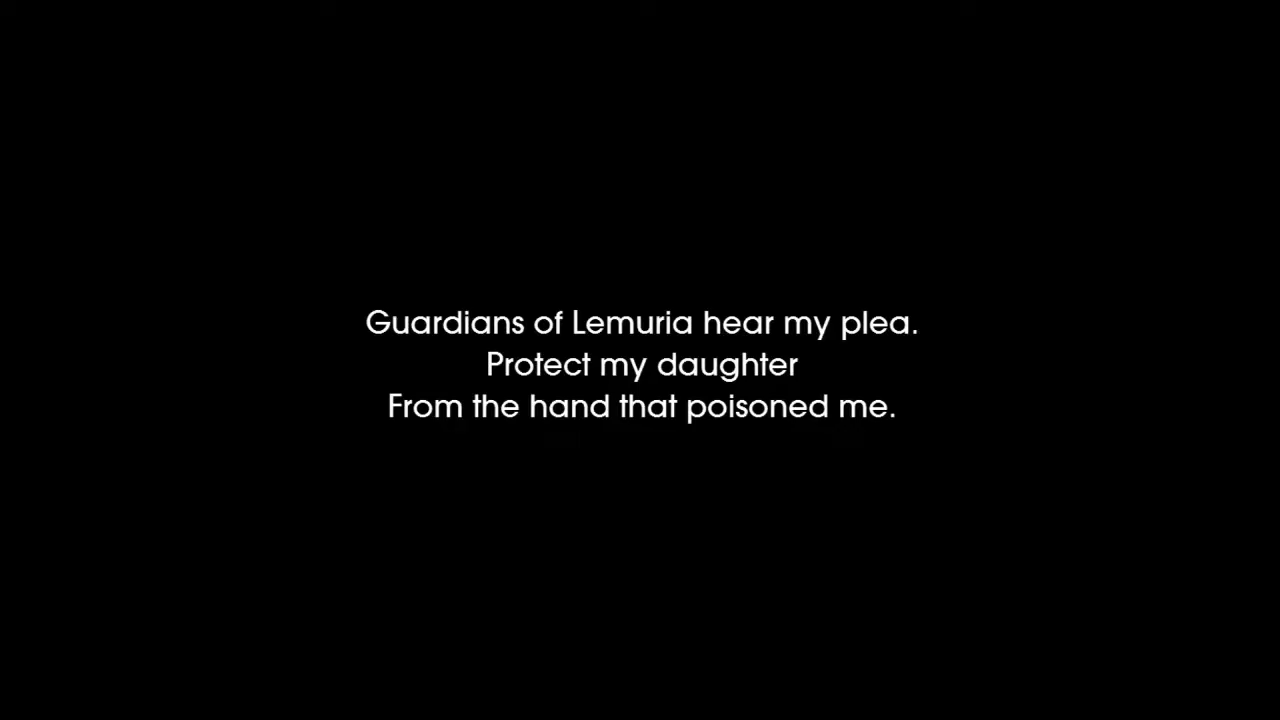 Guardians of Lemuria hear my plea.
Protect my daughter
From the hand that poisoned me.